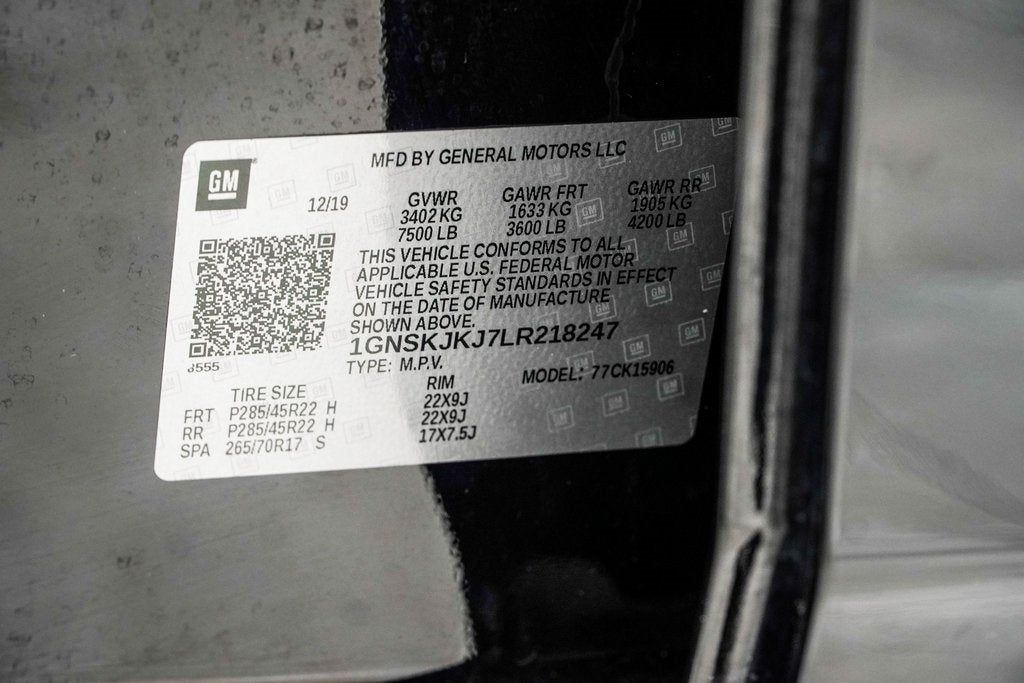 GM
MFD BY GENERAL MOTORS LLC
12/19
GVWR GAWR FRT GAWR RR
3402 KG 1633 KG 1905 KG
7500 LB 3600 LB 4200 LB
THIS VEHICLE CONFORMS TO ALL
APPLICABLE U.S. FEDERAL MOTOR
VEHICLE SAFETY STANDARDS IN EFFECT
ON THE DATE OF MANUFACTURE
SHOWN ABOVE.
1GNSKJKJ7LR218247
TYPE: M.P.V.
MODEL: 77CK15906
TIRE SIZE RIM
FRT P285/45R22 H 22X9J
RR P285/45R22 H 22X9J
SPA 265/70R17 S 17X7.5J